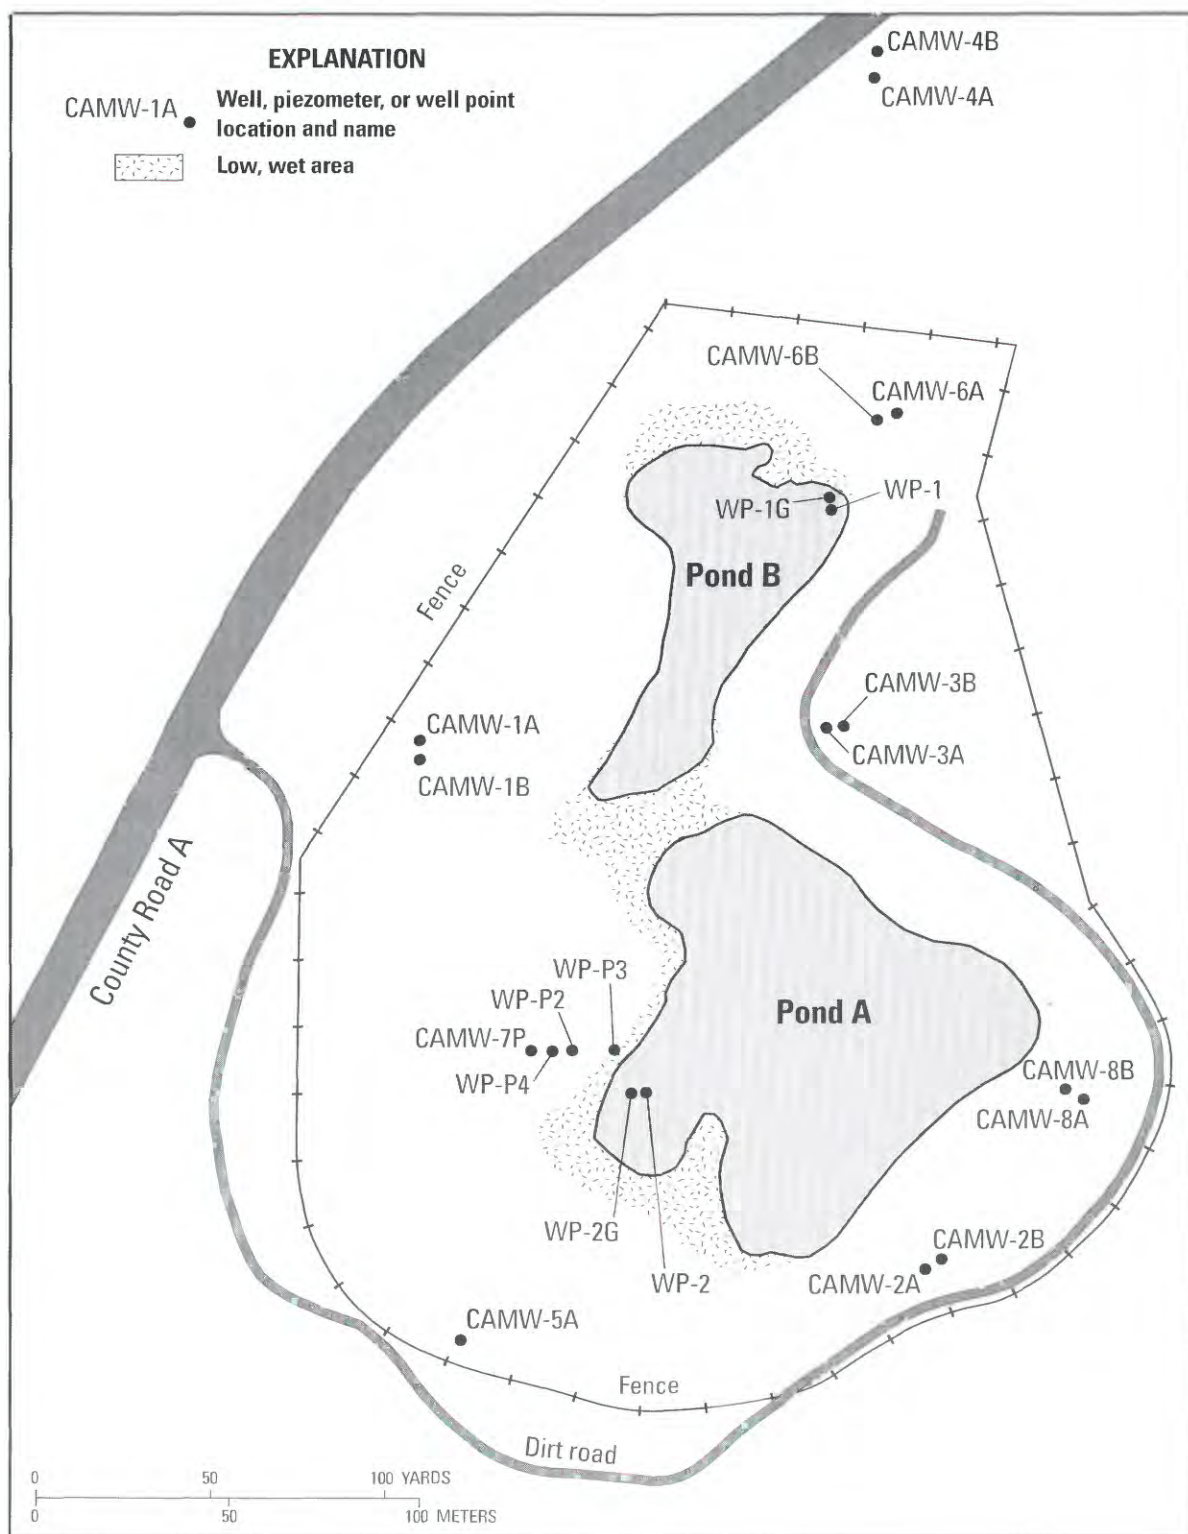 EXPLANATION
CAMW-1A
Well, piezometer, or well point
location and name
Low, wet area
CAMW-4B
CAMW-4A
CAMW-6B
CAMW-6A
WP-1G
WP-1
Pond B
Fence
CAMW-3B
CAMW-1A
CAMW-3A
CAMW-1B
County Road A
WP-P3
WP-P2
Pond A
CAMW-7P
WP-P4
CAMW-8B
CAMW-8A
WP-2G
CAMW-2B
WP-2
CAMW-2A
CAMW-5A
Fence
Dirt road
0 50 100 YARDS
0 50 100 METERS